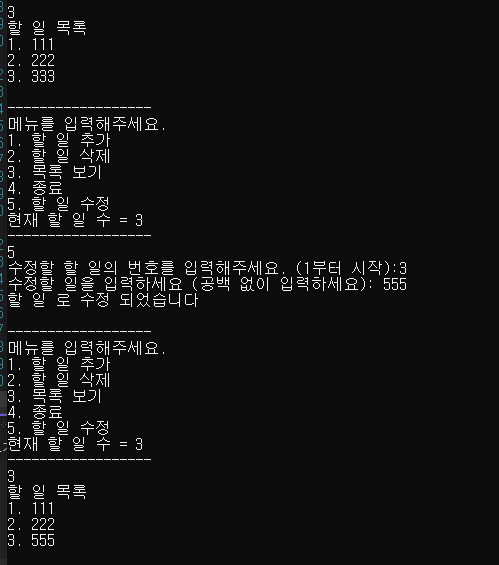 3
할 일 목록
1. 111
2. 222
3. 333
------------------
메뉴를 입력해주세요.
1. 할 일 추가
2. 할 일 삭제
3. 목록 보기
4. 종료
5. 할 일 수정
현재 할 일 수 = 3
------------------
5
수정할 할 일의 번호를 입력해주세요. (1부터 시작):3
수정할 일을 입력하세요 (공백 없이 입력하세요): 555
할 일 로 수정 되었습니다
------------------
메뉴를 입력해주세요.
1. 할 일 추가
2. 할 일 삭제
3. 목록 보기
4. 종료
5. 할 일 수정
현재 할 일 수 = 3
------------------
3
할 일 목록
1. 111
2. 222
3. 555